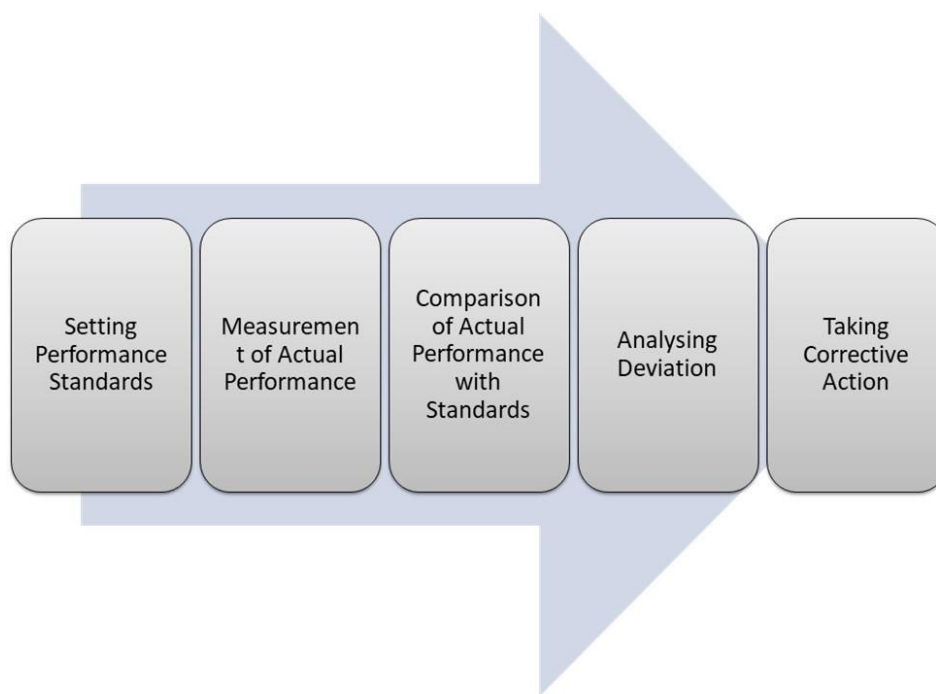 Setting
Performance
Standards
Measuremen
t of Actual
Performance
Comparison
of Actual
Performance
with
Standards
Analysing
Deviation
Taking
Corrective
Action